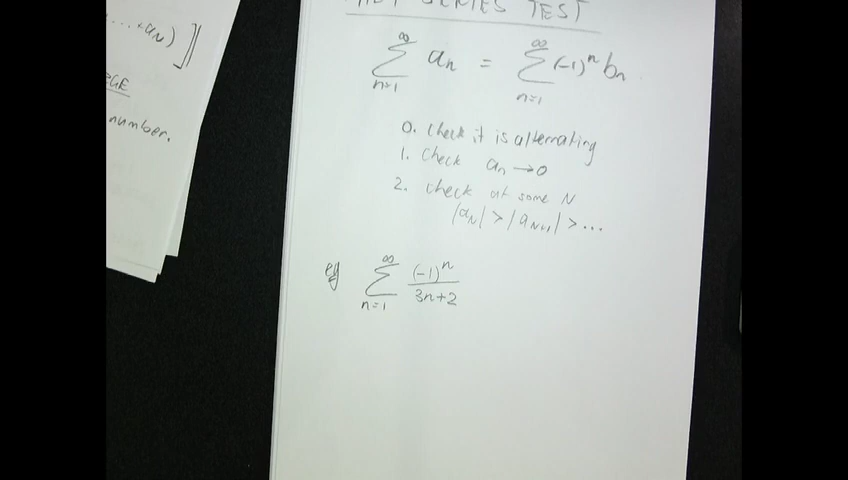 ...+aN)]]
number.
SERIES TEST
∞ ∑ n=1 an = ∞ ∑ n=1 (-1)^n bn
0. check it is alternating
1. check an → 0
2. check at some N
|aN| > |aN+1| > ...
eg ∞ ∑ n=1 (-1)^n / 3n+2